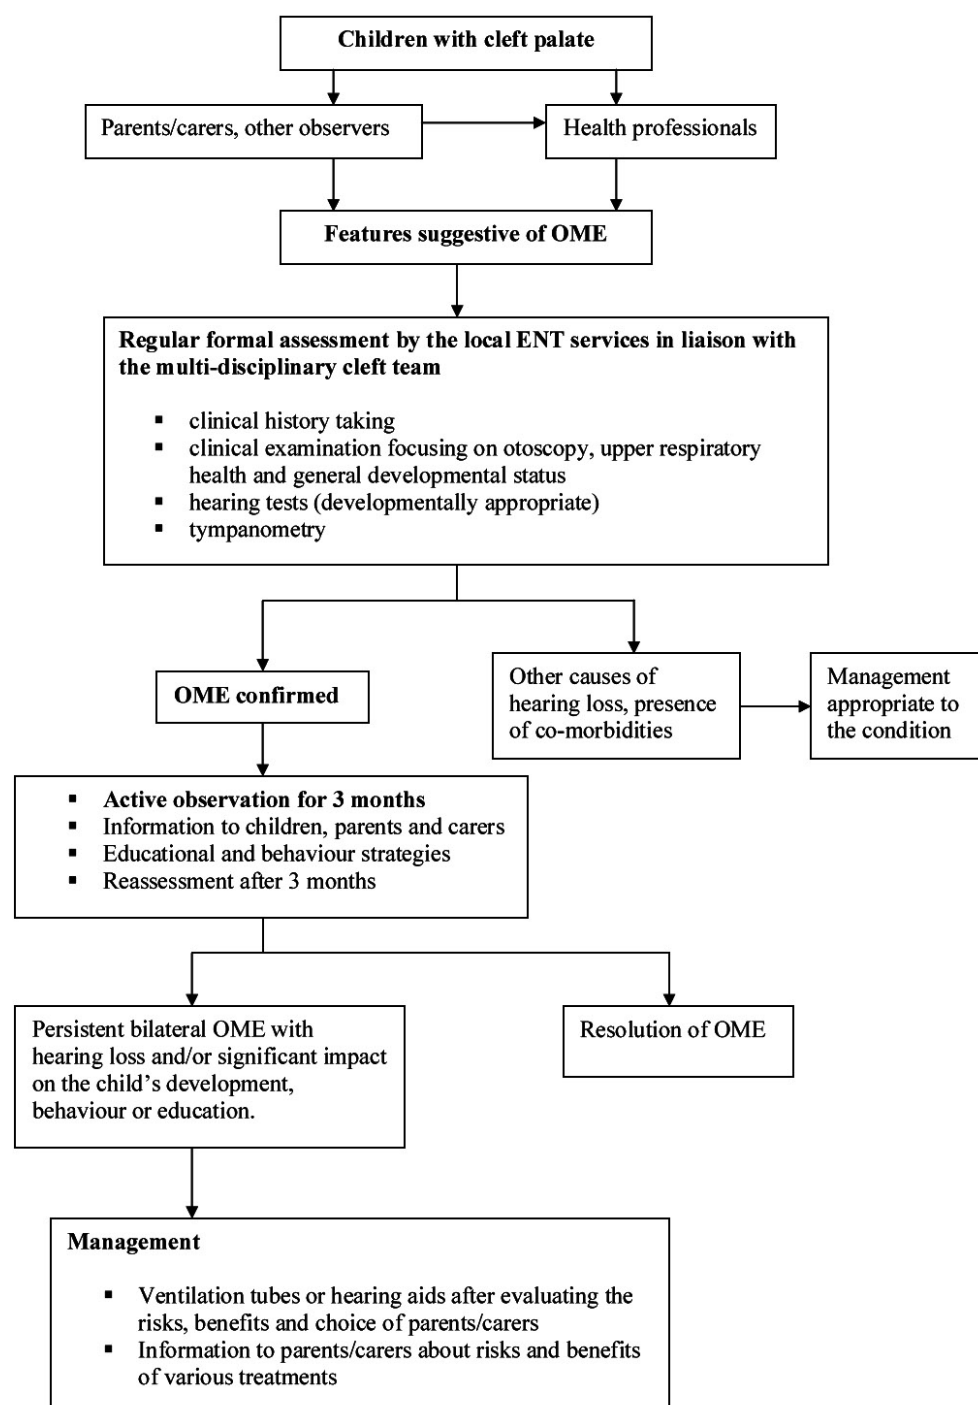 Children with cleft palate
Parents/carers, other observers
Health professionals
Features suggestive of OME
Regular formal assessment by the local ENT services in liaison with
the multi-disciplinary cleft team
▪ clinical history taking
▪ clinical examination focusing on otoscopy, upper respiratory
health and general developmental status
▪ hearing tests (developmentally appropriate)
▪ tympanometry
OME confirmed
Other causes of
hearing loss, presence
of co-morbidities
Management
appropriate to
the condition
▪ Active observation for 3 months
▪ Information to children, parents and carers
▪ Educational and behaviour strategies
▪ Reassessment after 3 months
Persistent bilateral OME with
hearing loss and/or significant impact
on the child's development,
behaviour or education.
Resolution of OME
Management
▪ Ventilation tubes or hearing aids after evaluating the
risks, benefits and choice of parents/carers
▪ Information to parents/carers about risks and benefits
of various treatments